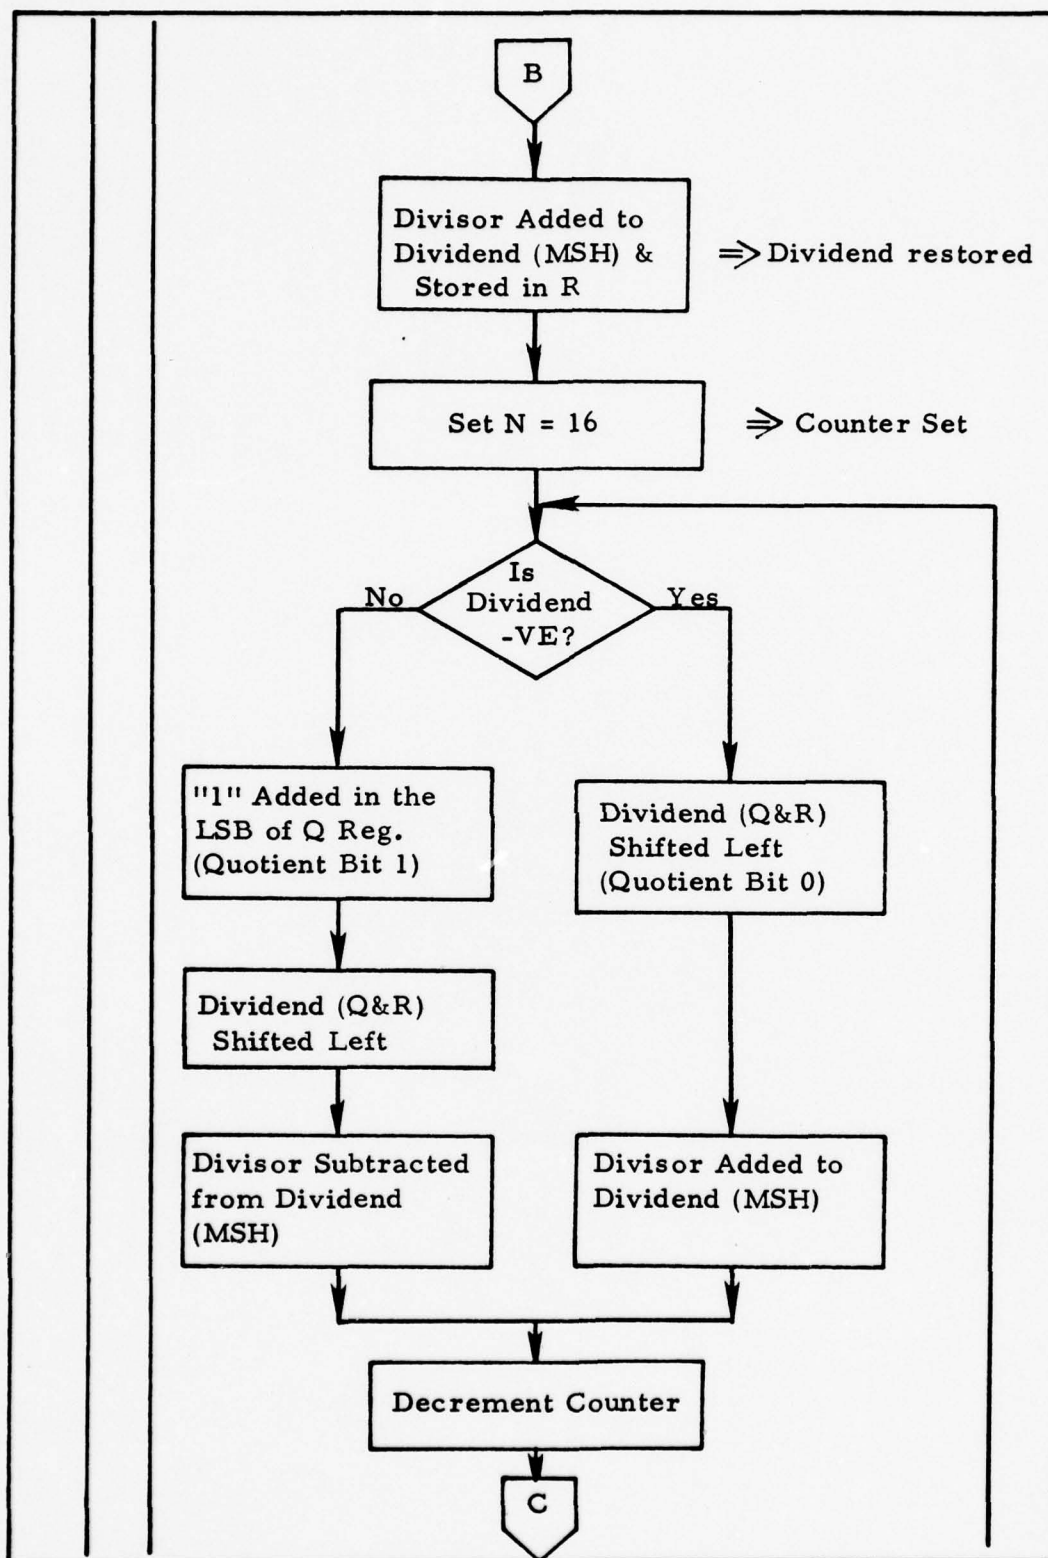 B
Divisor Added to
Dividend (MSH) &
Stored in R
⇒ Dividend restored
Set N = 16
⇒ Counter Set
Is
Dividend
-VE?
No
Yes
"1" Added in the
LSB of Q Reg.
(Quotient Bit 1)
Dividend (Q&R)
Shifted Left
(Quotient Bit 0)
Dividend (Q&R)
Shifted Left
Divisor Subtracted
from Dividend
(MSH)
Divisor Added to
Dividend (MSH)
Decrement Counter
C